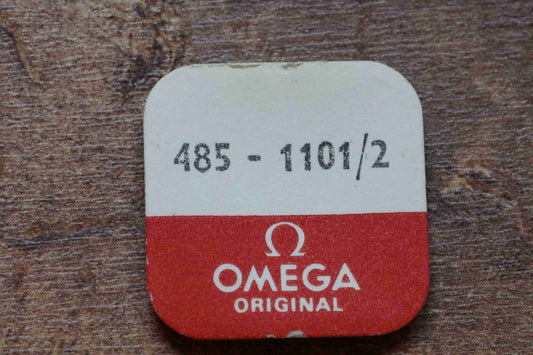 485 - 1101/2
Ω
OMEGA
ORIGINAL